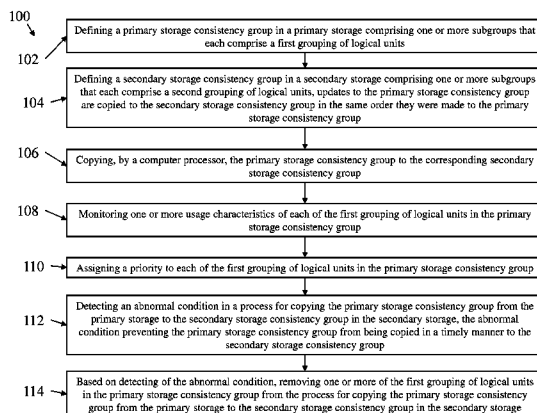 100
Defining a primary storage consistency group in a primary storage comprising one or more subgroups that
each comprise a first grouping of logical units
102
Defining a secondary storage consistency group in a secondary storage comprising one or more subgroups
that each comprise a second grouping of logical units, updates to the primary storage consistency group
are copied to the secondary storage consistency group in the same order they were made to the primary
storage consistency group
104
Copying, by a computer processor, the primary storage consistency group to the corresponding secondary
storage consistency group
106
Monitoring one or more usage characteristics of each of the first grouping of logical units in the primary
storage consistency group
108
Assigning a priority to each of the first grouping of logical units in the primary storage consistency group
110
Detecting an abnormal condition in a process for copying the primary storage consistency group from the
primary storage to the secondary storage consistency group in the secondary storage, the abnormal
condition preventing the primary storage consistency group from being copied in a timely manner to the
secondary storage consistency group
112
Based on detecting of the abnormal condition, removing one or more of the first grouping of logical units
in the primary storage consistency group from the process for copying the primary storage consistency
group from the primary storage to the secondary storage consistency group in the secondary storage
114